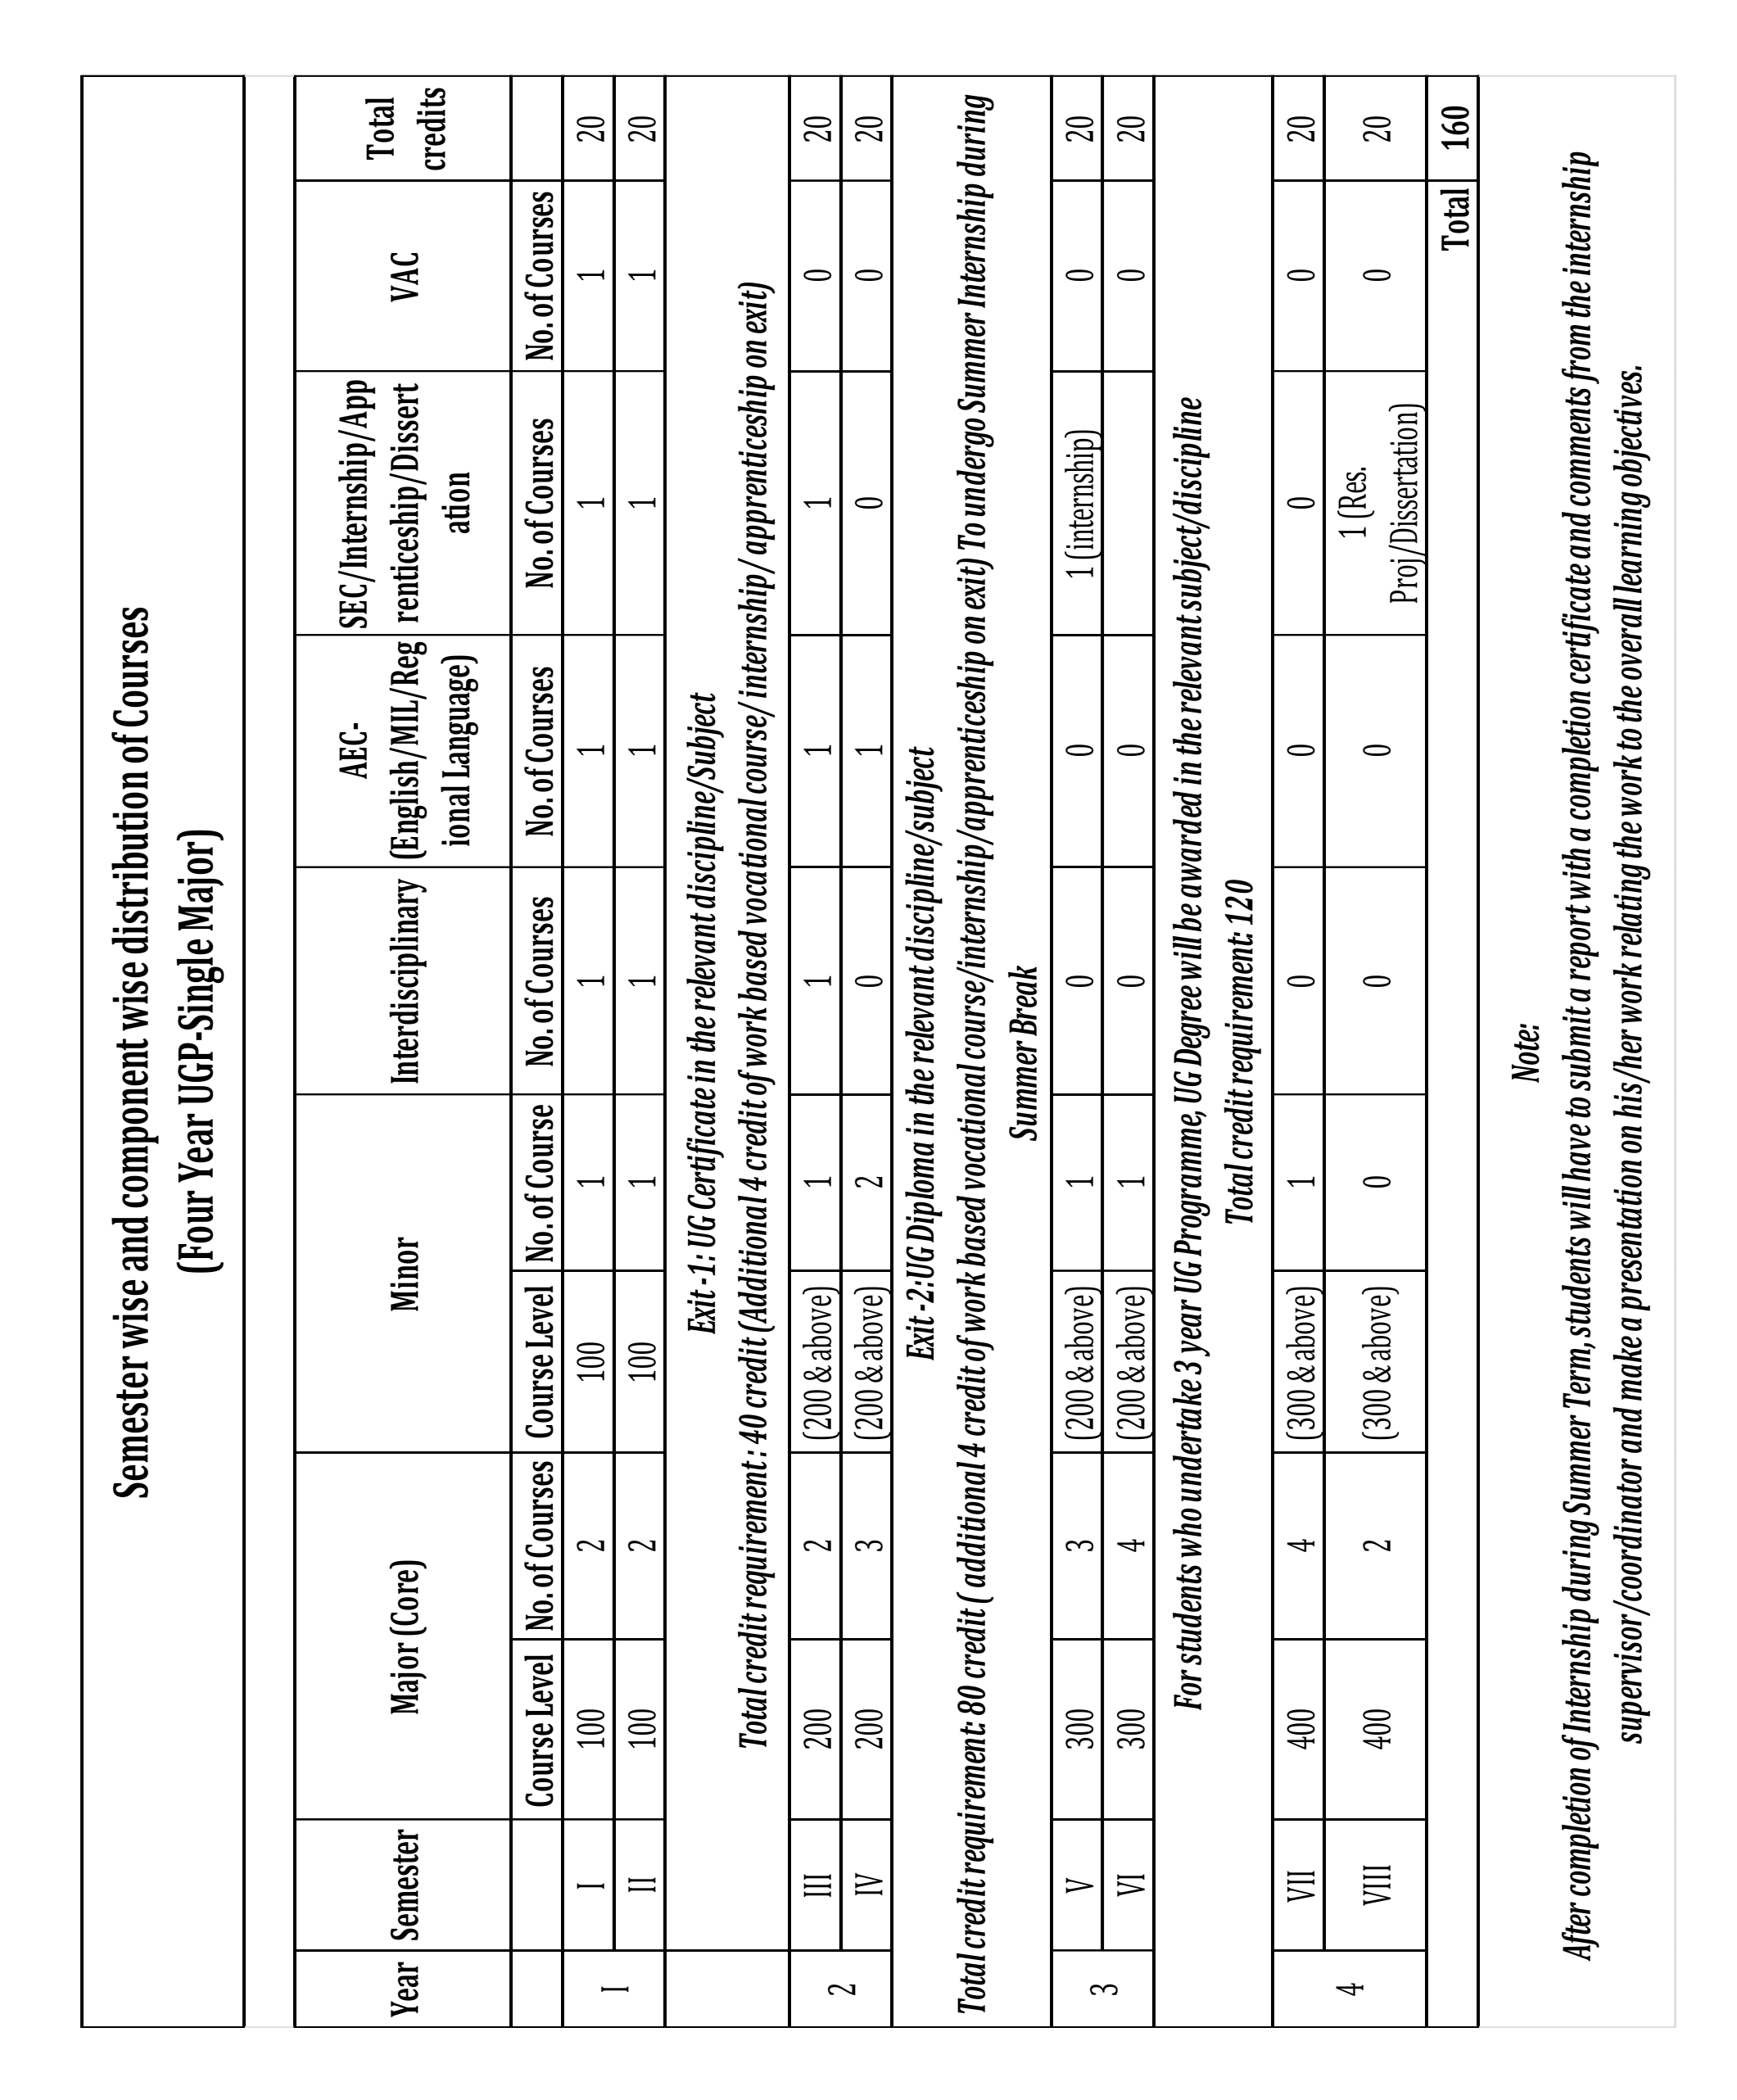 Semester wise and component wise distribution of Courses
(Four Year UGP-Single Major)
Year Semester Major (Core) Minor Interdisciplinary AEC- (English/MIL/Reg ional Language) SEC/Internship/App renticeship/Dissert ation VAC Total credits
Course Level No. of Courses Course Level No. of Course No. of Courses No. of Courses No. of Courses No. of Courses
I I 100 2 100 1 1 1 1 1 20
II 100 2 100 1 1 1 1 1 20
Exit -1: UG Certificate in the relevant discipline/Subject
Total credit requirement : 40 credit (Additional 4 credit of work based vocational course/ internship/ apprenticeship on exit)
2 III 200 2 (200 & above) 1 1 1 1 0 20
IV 200 3 (200 & above) 2 0 1 0 0 20
Exit -2:UG Diploma in the relevant discipline/subject
Total credit requirement: 80 credit ( additional 4 credit of work based vocational course/internship/apprenticeship on exit) To undergo Summer Internship during
Summer Break
3 V 300 3 (200 & above) 1 0 0 1 (internship) 0 20
VI 300 4 (200 & above) 1 0 0 0 20
For students who undertake 3 year UG Programme, UG Degree will be awarded in the relevant subject/discipline
Total credit requirement: 120
4 VII 400 4 (300 & above) 1 0 0 0 0 20
VIII 400 2 (300 & above) 0 0 0 1 (Res. Proj/Dissertation) 0 20
Total 160
Note:
After completion of Internship during Summer Term, students will have to submit a report with a completion certificate and comments from the internship
supervisor/coordinator and make a presentation on his/her work relating the work to the overall learning objectives.